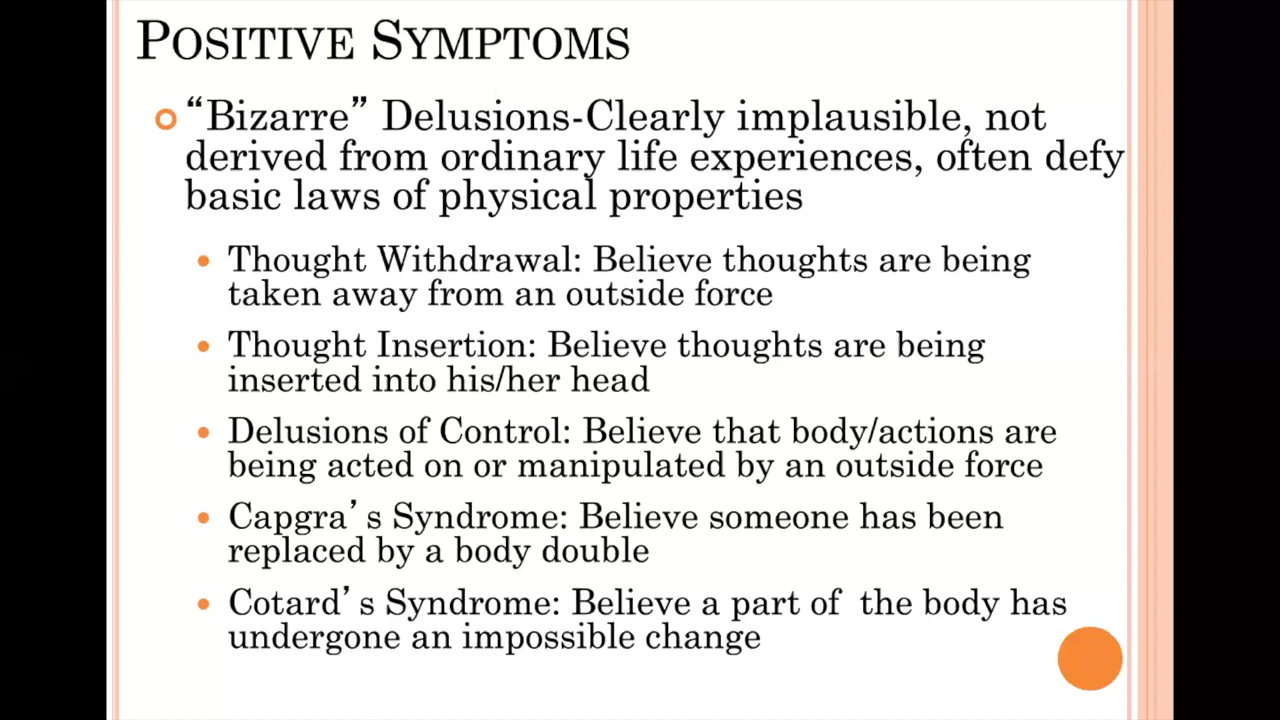 POSITIVE SYMPTOMS
“Bizarre” Delusions-Clearly implausible, not
derived from ordinary life experiences, often defy
basic laws of physical properties
Thought Withdrawal: Believe thoughts are being
taken away from an outside force
Thought Insertion: Believe thoughts are being
inserted into his/her head
Delusions of Control: Believe that body/actions are
being acted on or manipulated by an outside force
Capgra’s Syndrome: Believe someone has been
replaced by a body double
Cotard’s Syndrome: Believe a part of the body has
undergone an impossible change